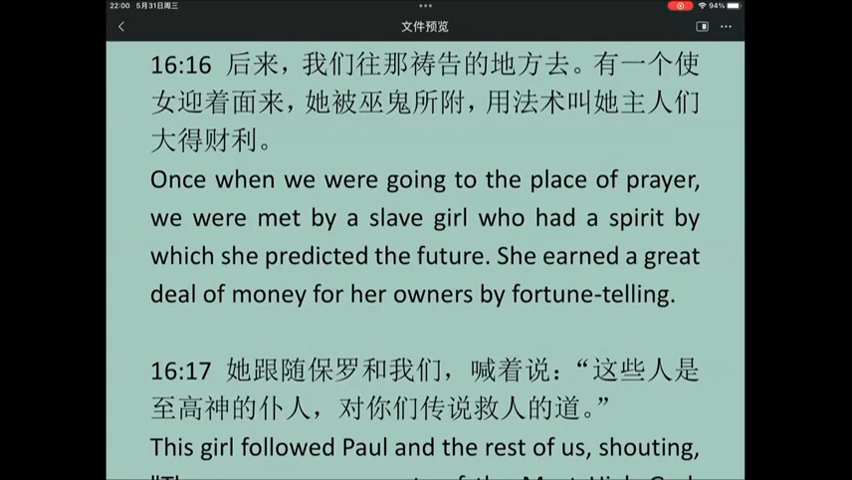 22:00 5月31日周三
94%
文件预览
16:16 后来，我们往那祷告的地方去。有一个使
女迎着面来，她被巫鬼所附，用法术叫她主人们
大得财利。
Once when we were going to the place of prayer,
we were met by a slave girl who had a spirit by
which she predicted the future. She earned a great
deal of money for her owners by fortune-telling.
16:17 她跟随保罗和我们，喊着说：“这些人是
至高神的仆人，对你们传说救人的道。”
This girl followed Paul and the rest of us, shouting,